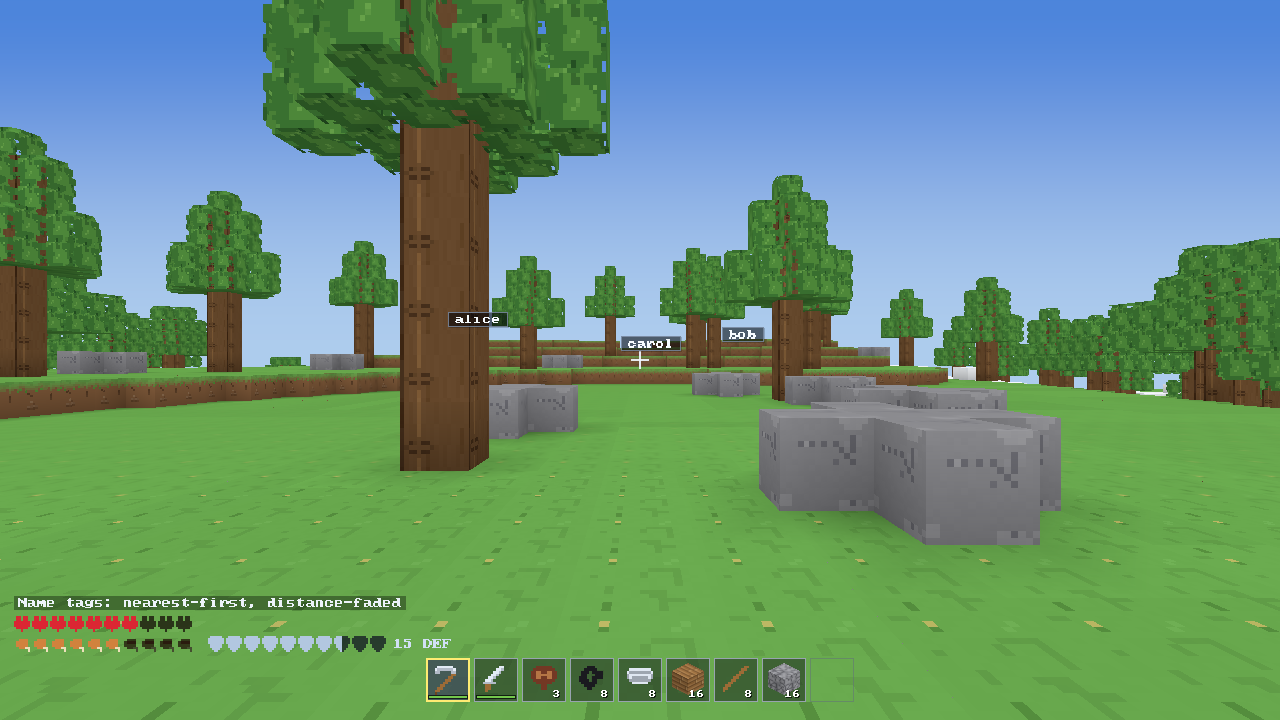 alice
carol
bob
Name tags: nearest-first, distance-faded
15 DEF
3
8
8
16
8
16